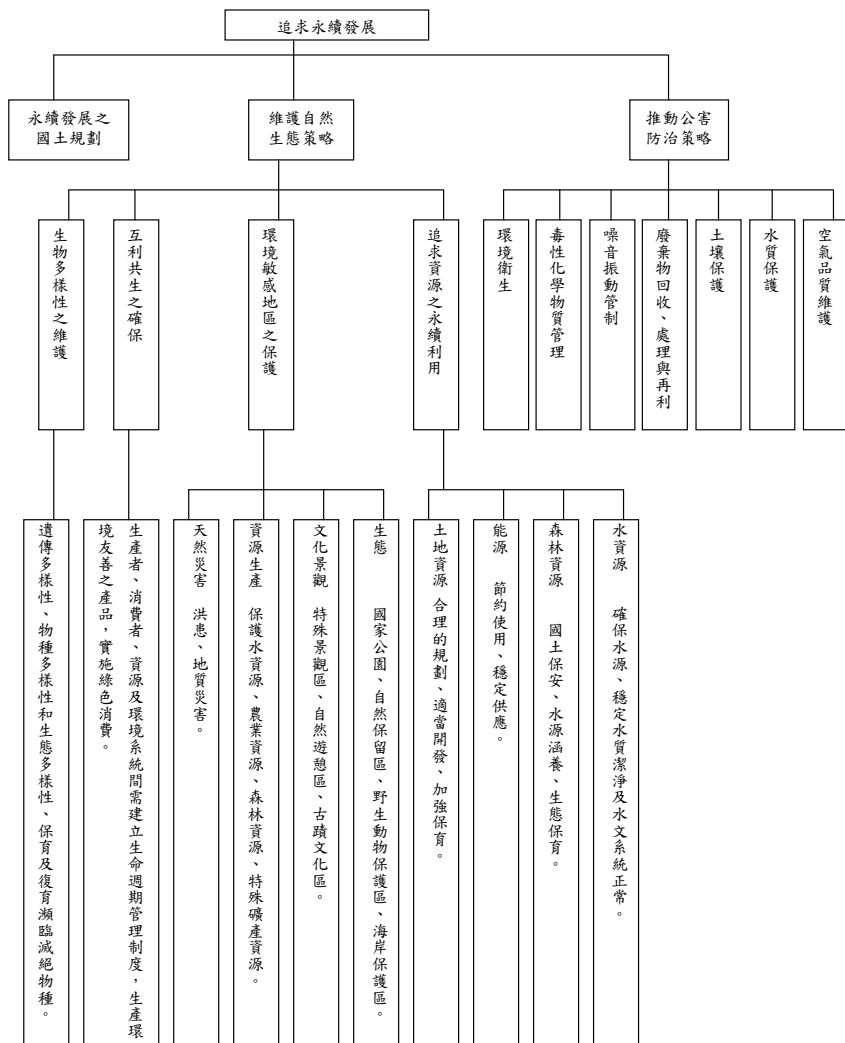 追求永續發展
永續發展之
國土規劃
維護自然
生態策略
推動公害
防治策略
生物多樣性之維護
互利共生之確保
環境敏感地區之保護
追求資源之永續利用
環境衛生
毒性化學物質管理
噪音振動管制
廢棄物回收、處理與再利
土壤保護
水質保護
空氣品質維護
遺傳多樣性、物種多樣性和生態多樣性、保育及復育瀕臨滅絕物種。
生產者、消費者、資源及環境系統間需建立生命週期管理制度，生產環
境友善之產品，實施綠色消費。
天然災害 洪患、地質災害。
資源生產 保護水資源、農業資源、森林資源、特殊礦產資源。
文化景觀 特殊景觀區、自然遊憩區、古蹟文化區。
生態 國家公園、自然保留區、野生動物保護區、海岸保護區。
土地資源 合理的規劃、適當開發、加強保育。
能源 節約使用、穩定供應。
森林資源 國土保安、水源涵養、生態保育。
水資源 確保水源、穩定水質潔淨及水文系統正常。